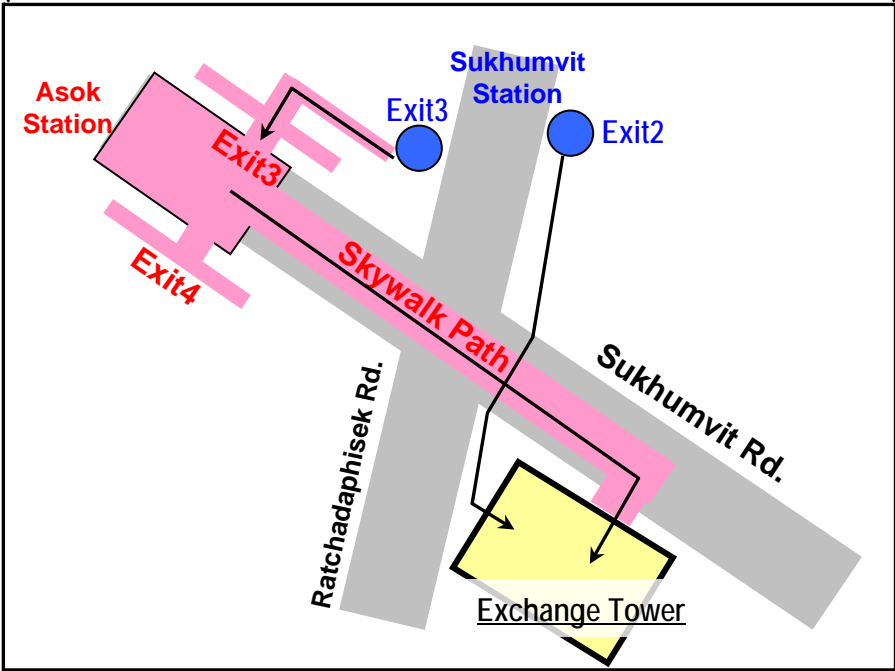 Sukhumvit
Station
Asok
Station
Exit3
Exit2
Exit3
Exit4
Skywalk Path
Sukhumvit Rd.
Ratchadaphisek Rd.
Exchange Tower